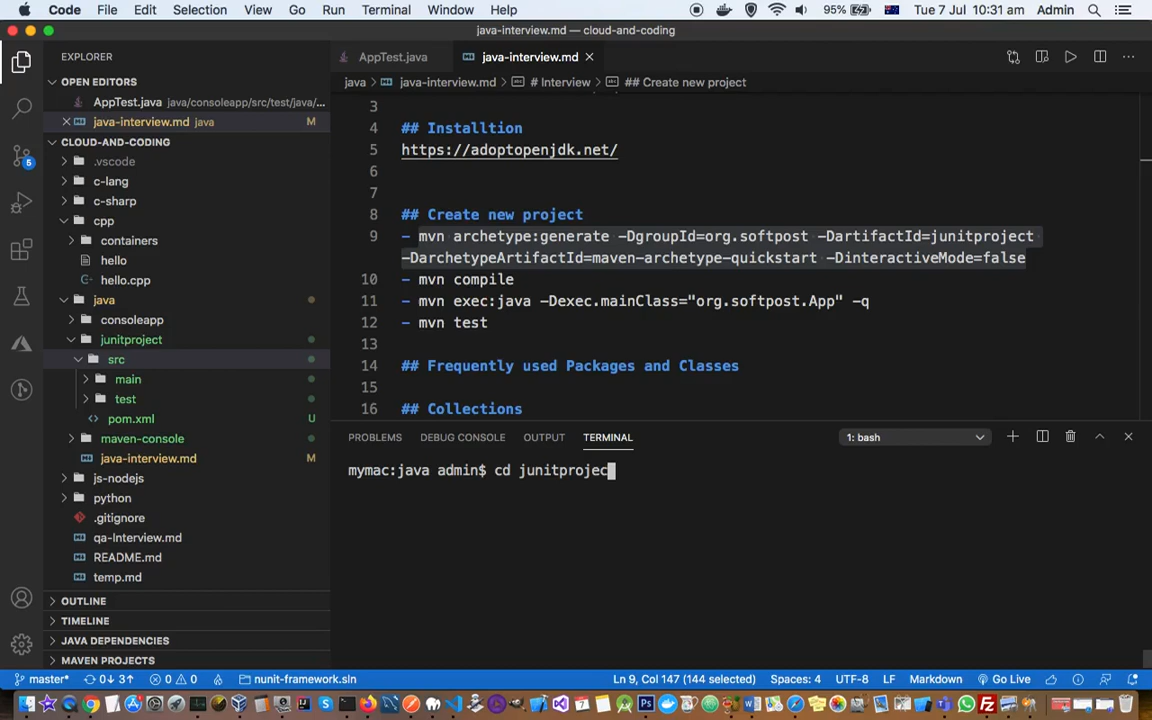 Code File Edit Selection View Go Run Terminal Window Help 95% Tue 7 Jul 10:31 am Admin
java-interview.md — cloud-and-coding
EXPLORER
AppTest.java
java-interview.md
OPEN EDITORS
java > java-interview.md > # Interview > ## Create new project
AppTest.java java/consoleapp/src/test/java/...
java-interview.md java M
CLOUD-AND-CODING
.vscode
c-lang
c-sharp
cpp
containers
hello
hello.cpp
java
consoleapp
junitproject
src
main
test
pom.xml U
maven-console
java-interview.md M
js-nodejs
python
.gitignore
qa-Interview.md
README.md
temp.md
OUTLINE
TIMELINE
JAVA DEPENDENCIES
MAVEN PROJECTS
5
3
4 ## Installtion
5 https://adoptopenjdk.net/
6
7
8 ## Create new project
9 - mvn archetype:generate -DgroupId=org.softpost -DartifactId=junitproject
-DarchetypeArtifactId=maven-archetype-quickstart -DinteractiveMode=false
10 - mvn compile
11 - mvn exec:java -Dexec.mainClass="org.softpost.App" -q
12 - mvn test
13
14 ## Frequently used Packages and Classes
15
16 ## Collections
PROBLEMS DEBUG CONSOLE OUTPUT TERMINAL 1: bash
mymac:java admin$ cd junitprojec
master* 0↓ 3↑ 0 0 nunit-framework.sln Ln 9, Col 147 (144 selected) Spaces: 4 UTF-8 LF Markdown Go Live